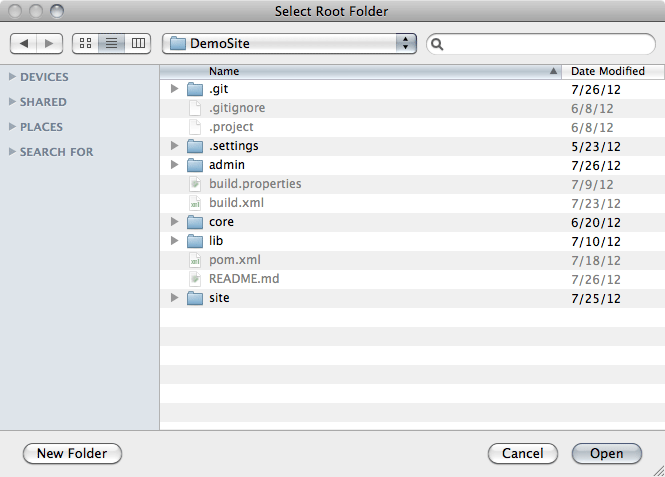 Select Root Folder
DemoSite
Name Date Modified
DEVICES
SHARED
PLACES
SEARCH FOR
.git 7/26/12
.gitignore 6/8/12
.project 6/8/12
.settings 5/23/12
admin 7/26/12
build.properties 7/9/12
build.xml 7/23/12
core 6/20/12
lib 7/10/12
pom.xml 7/18/12
README.md 7/26/12
site 7/25/12
New Folder Cancel Open